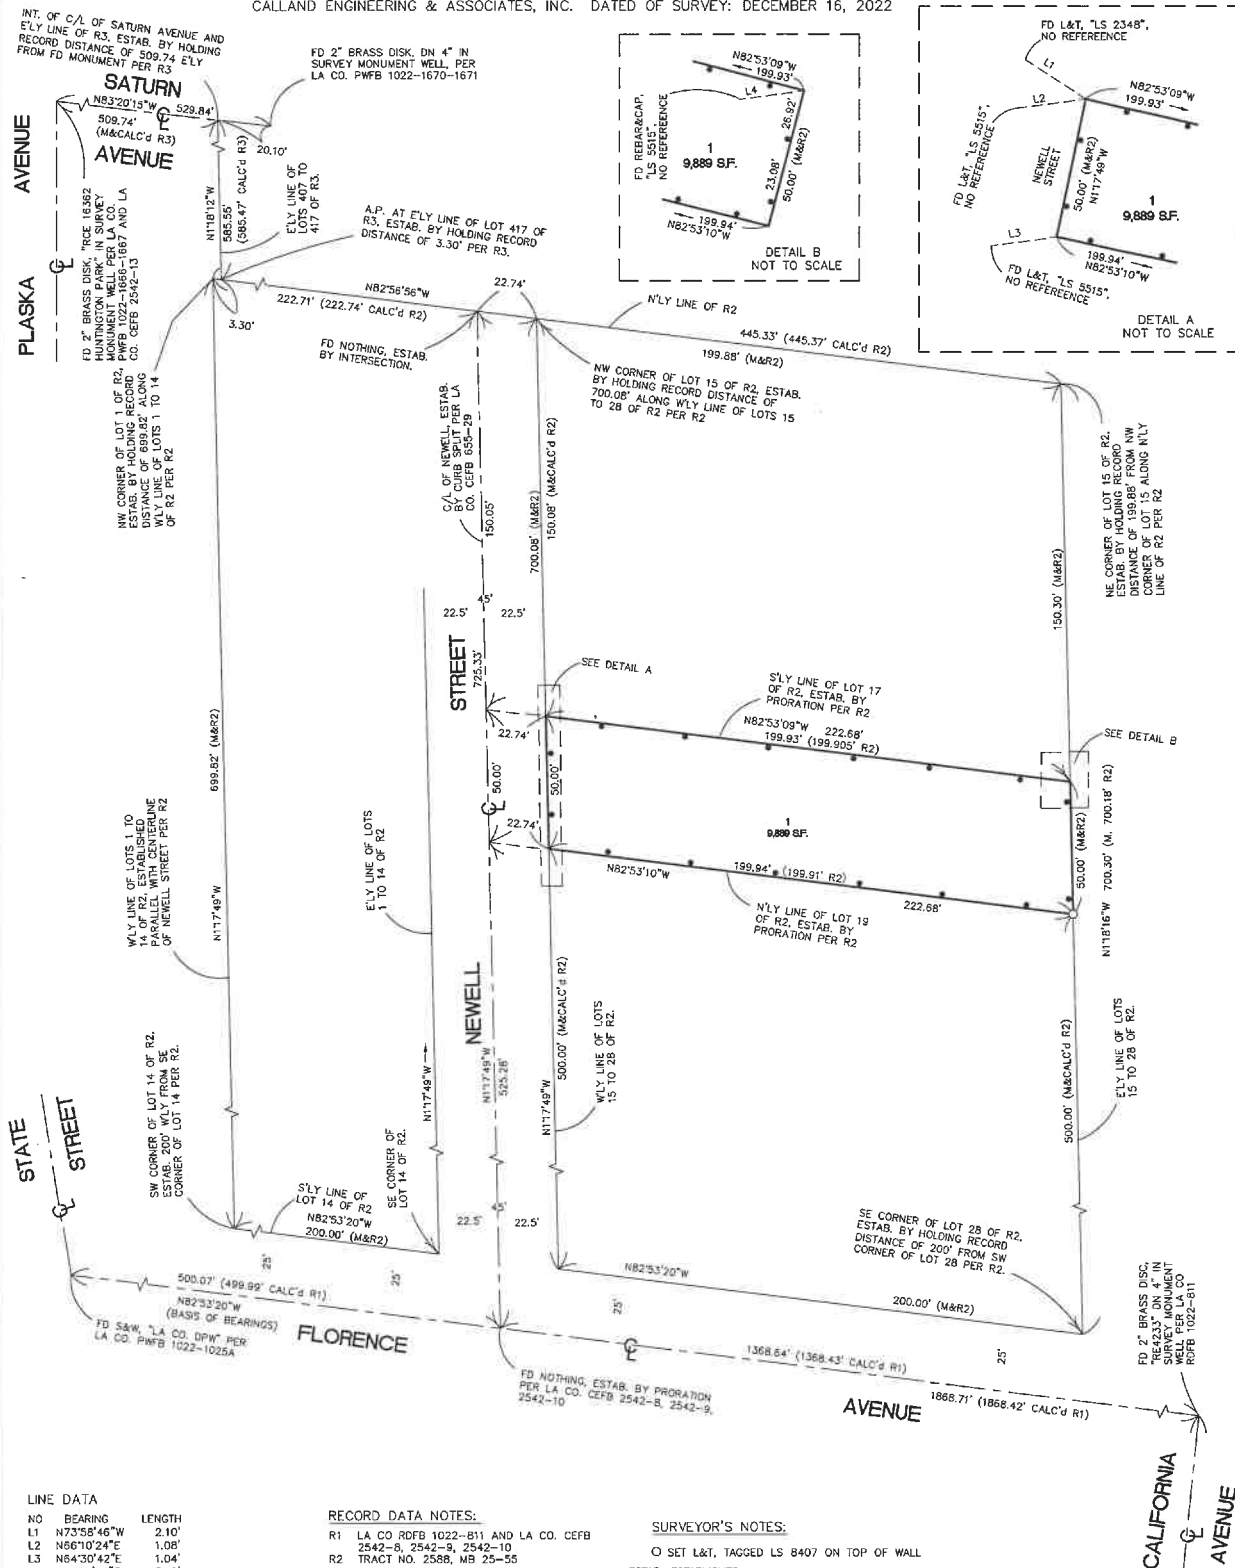 CALLAND ENGINEERING & ASSOCIATES, INC. DATED OF SURVEY: DECEMBER 16, 2022
INT. OF C/L OF SATURN AVENUE AND
E'LY LINE OF R3, ESTAB. BY HOLDING
RECORD DISTANCE OF 509.74 E'LY
FROM FD MONUMENT PER R3
FD 2" BRASS DISK, DN 4" IN
SURVEY MONUMENT WELL, PER
LA CO. PWFB 1022-1670-1671
SATURN
N83°20'15"W 529.84'
509.74'
(M&CALC'd R3)
AVENUE
20.10'
PLASKA AVENUE
FD 2" BRASS DISK, "RCE 16362
HUNTINGTON PARK" IN SURVEY
MONUMENT WELL PER LA CO.
PWFB 1022-1666-1667 AND LA
CO. CEFB 2542-13
N1°18'12"W
585.55'
(585.47' CALC'd R3)
E'LY LINE OF
LOTS 407 TO
417 OF R3.
A.P. AT E'LY LINE OF LOT 417 OF
R3, ESTAB. BY HOLDING RECORD
DISTANCE OF 3.30' PER R3.
3.30'
FD REBAR&CAP,
"LS 5515",
NO REFEREENCE
N82°53'09"W
199.93'
L4
26.92'
1
9,889 S.F.
23.08'
50.00' (M&R2)
199.94'
N82°53'10"W
DETAIL B
NOT TO SCALE
FD L&T, "LS 2348",
NO REFEREENCE
L1
L2
N82°53'09"W
199.93'
FD L&T, "LS 5515",
NO REFEREENCE
NEWELL
STREET
50.00' (M&R2)
N1°17'49"W
1
9,889 S.F.
L3
199.94'
N82°53'10"W
FD L&T, "LS 5515",
NO REFEREENCE
DETAIL A
NOT TO SCALE
N82°56'56"W
222.71' (222.74' CALC'd R2)
22.74'
N'LY LINE OF R2
445.33' (445.37' CALC'd R2)
199.88' (M&R2)
FD NOTHING, ESTAB.
BY INTERSECTION.
NW CORNER OF LOT 15 OF R2, ESTAB.
BY HOLDING RECORD DISTANCE OF
700.08' ALONG W'LY LINE OF LOTS 15
TO 28 OF R2 PER R2
NW CORNER OF LOT 1 OF R2,
ESTAB. BY HOLDING RECORD
DISTANCE OF 699.82' ALONG
W'LY LINE OF LOTS 1 TO 14
OF R2 PER R2
C/L OF NEWELL, ESTAB.
BY CURB SPLIT PER LA
CO. CEFB 655-29
150.05'
700.08' (M&R2)
150.08' (M&CALC'd R2)
NE CORNER OF LOT 15 OF R2,
ESTAB. BY HOLDING RECORD
DISTANCE OF 199.88' FROM NW
CORNER OF LOT 15 ALONG N'LY
LINE OF R2 PER R2
150.30' (M&R2)
45'
22.5' 22.5'
STREET
725.33'
SEE DETAIL A
S'LY LINE OF LOT 17
OF R2, ESTAB. BY
PRORATION PER R2
N82°53'09"W 222.68'
199.93' (199.905' R2)
SEE DETAIL B
22.74'
50.00'
50.00'
22.74'
1
9,889 S.F.
50.00' (M&R2)
N1°18'16"W 700.30' (M. 700.18' R2)
N82°53'10"W
199.94' (199.91' R2)
222.68'
N'LY LINE OF LOT 19
OF R2, ESTAB. BY
PRORATION PER R2
699.82' (M&R2)
W'LY LINE OF LOTS 1 TO
14 OF R2, ESTABLISHED
PARALLEL WITH CENTERLINE
OF NEWELL STREET PER R2
N1°17'49"W
E'LY LINE OF LOTS
1 TO 14 OF R2
N1°17'49"W
NEWELL
N1°17'49"W
525.28'
500.00' (M&CALC'd R2)
N1°17'49"W
W'LY LINE OF LOTS
15 TO 28 OF R2.
500.00' (M&CALC'd R2)
E'LY LINE OF LOTS
15 TO 28 OF R2.
STATE STREET
SW CORNER OF LOT 14 OF R2,
ESTAB. 200' W'LY FROM SE
CORNER OF LOT 14 PER R2.
S'LY LINE OF
LOT 14 OF R2
N82°53'20"W
200.00' (M&R2)
SE CORNER OF
LOT 14 OF R2.
45'
22.5' 22.5'
SE CORNER OF LOT 28 OF R2,
ESTAB. BY HOLDING RECORD
DISTANCE OF 200' FROM SW
CORNER OF LOT 28 PER R2.
25'
25'
N82°53'20"W
200.00' (M&R2)
25'
25'
500.07' (499.99' CALC'd R1)
N82°53'20"W
(BASIS OF BEARINGS)
FD S&W, "LA CO. DPW" PER
LA CO. PWFB 1022-1025A
FLORENCE
1368.64' (1368.43' CALC'd R1)
FD NOTHING, ESTAB. BY PRORATION
PER LA CO. CEFB 2542-8, 2542-9,
2542-10
AVENUE
1868.71' (1868.42' CALC'd R1)
FD 2" BRASS DISC,
"RE4233" DN 4" IN
SURVEY MONUMENT
WELL PER LA CO
RDFB 1022-811
CALIFORNIA AVENUE
LINE DATA
NO BEARING LENGTH
L1 N73°58'46"W 2.10'
L2 N66°10'24"E 1.08'
L3 N64°30'42"E 1.04'
RECORD DATA NOTES:
R1 LA CO RDFB 1022-811 AND LA CO. CEFB
2542-8, 2542-9, 2542-10
R2 TRACT NO. 2588, MB 25-55
SURVEYOR'S NOTES:
O SET L&T, TAGGED LS 8407 ON TOP OF WALL